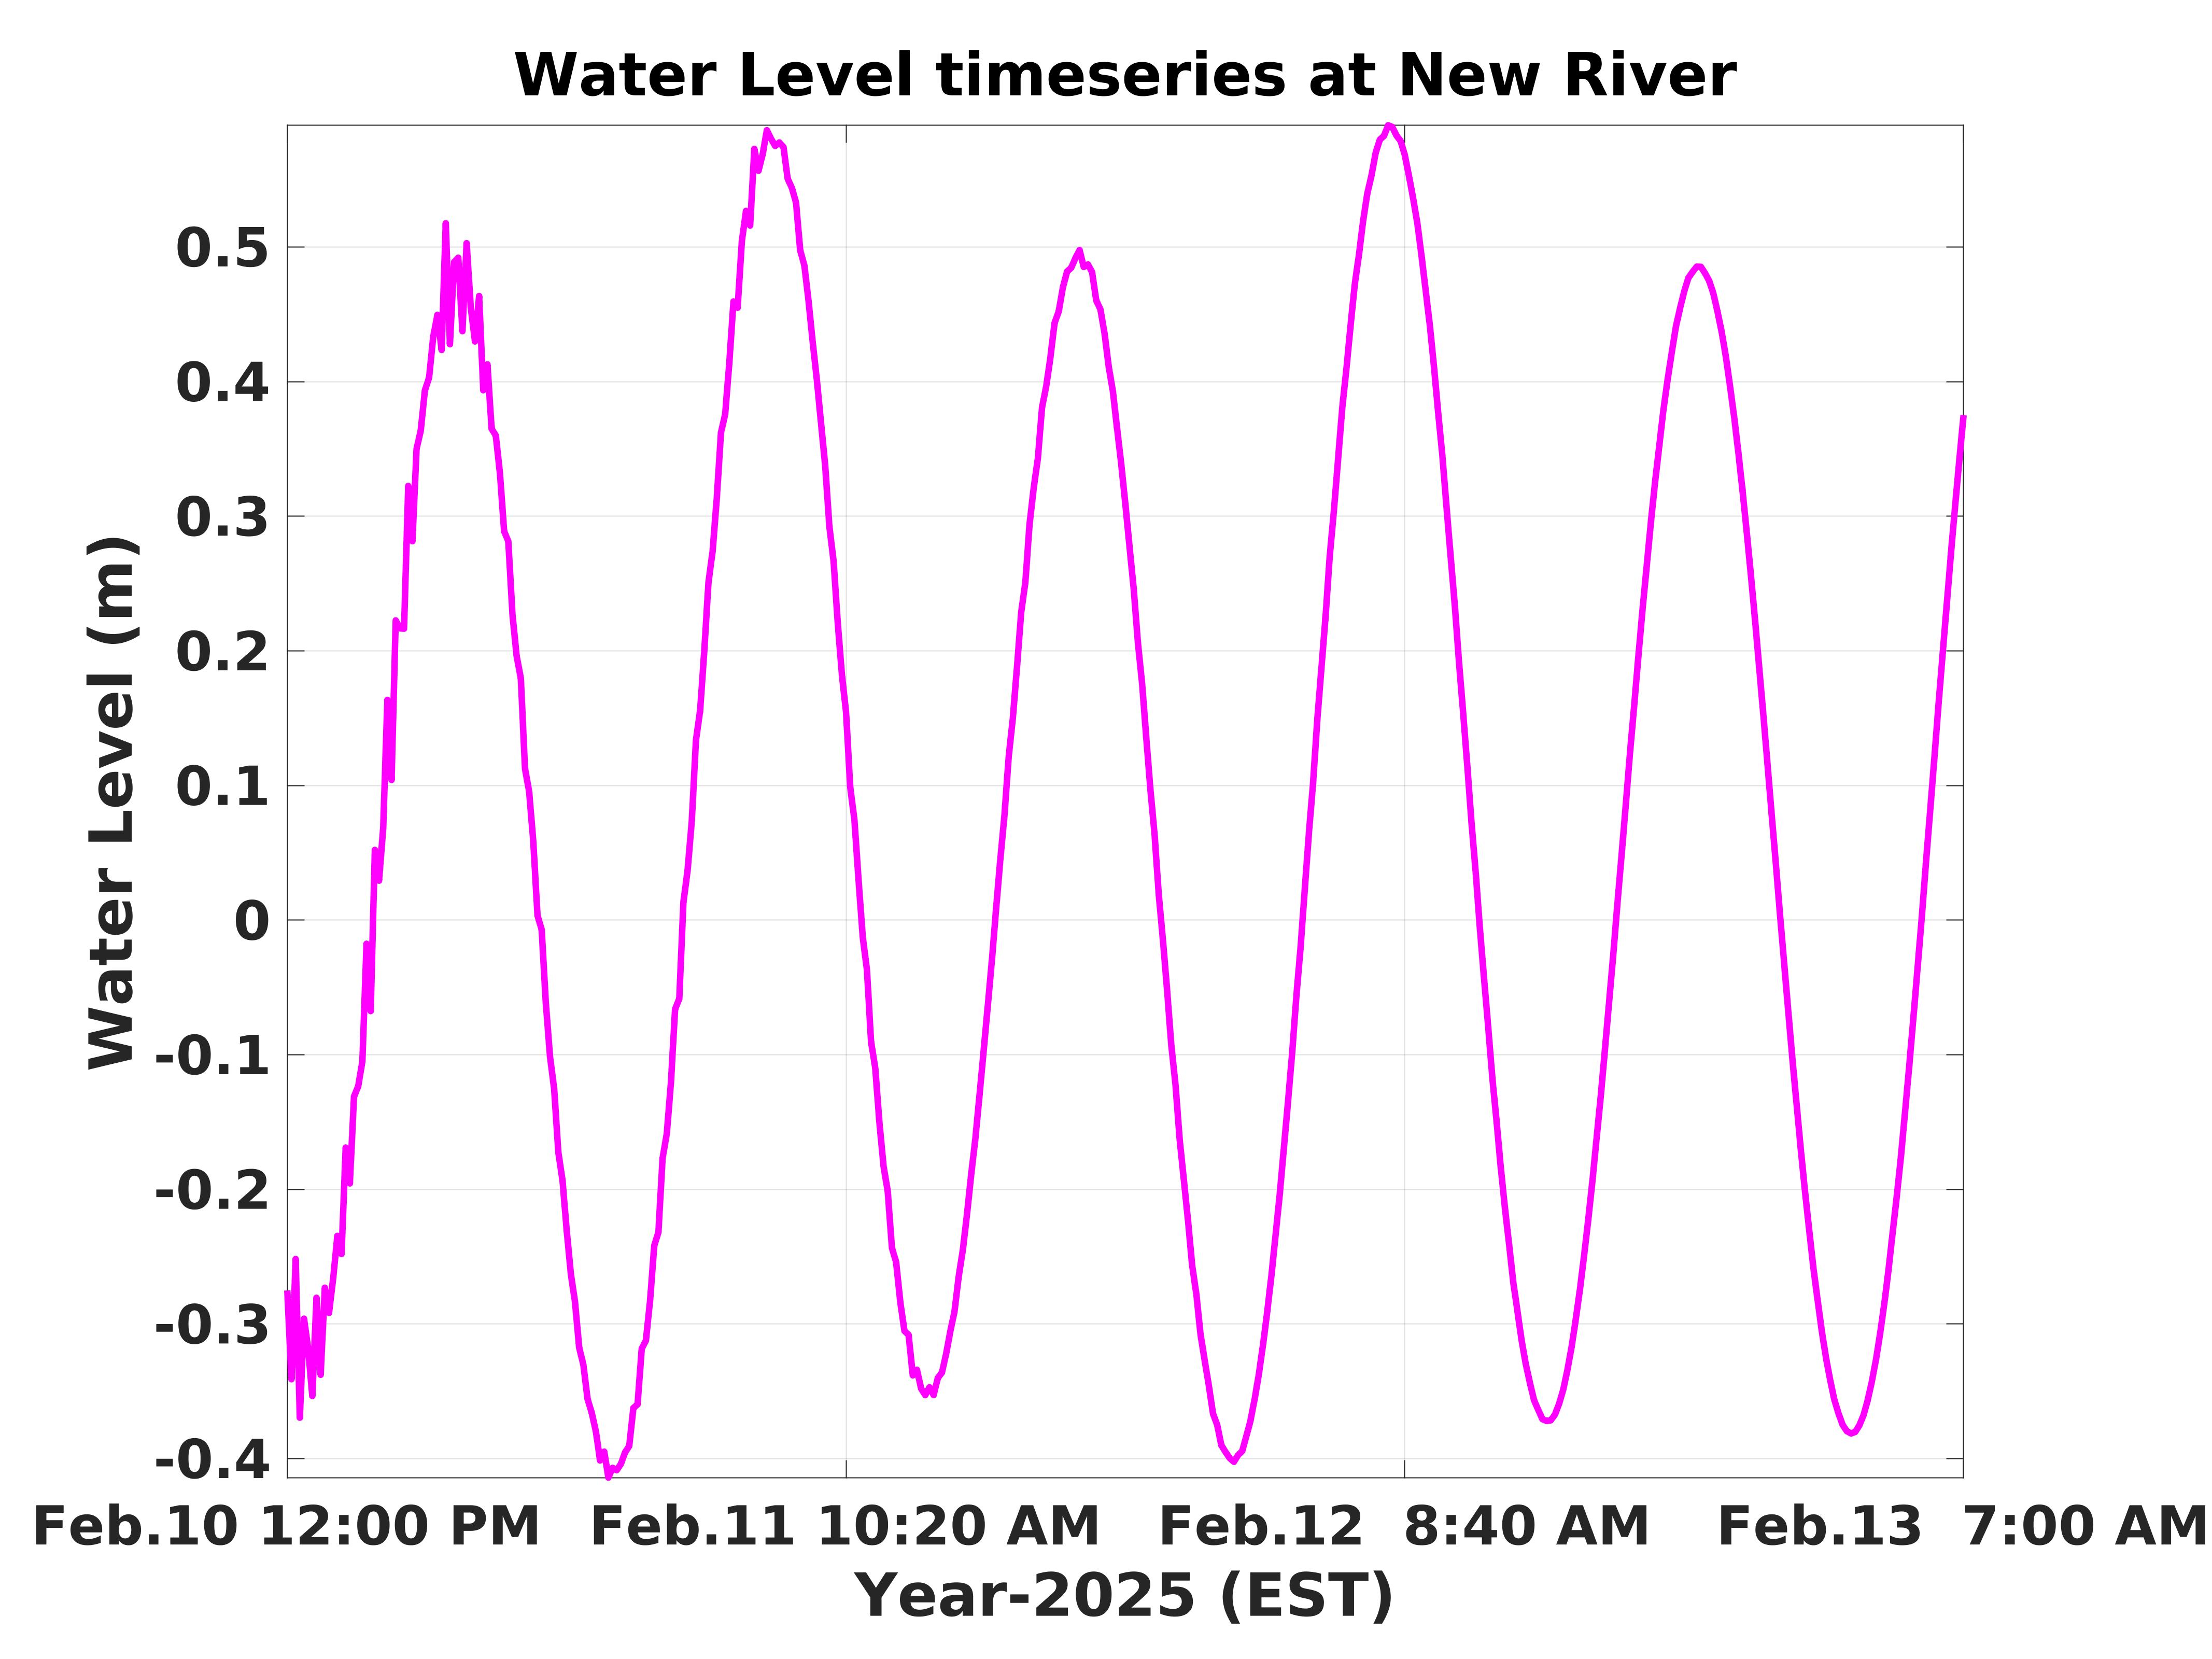 Water Level timeseries at New River
Water Level (m)
0.5
0.4
0.3
0.2
0.1
0
-0.1
-0.2
-0.3
-0.4
Feb.10 12:00 PM Feb.11 10:20 AM Feb.12 8:40 AM Feb.13 7:00 AM
Year-2025 (EST)